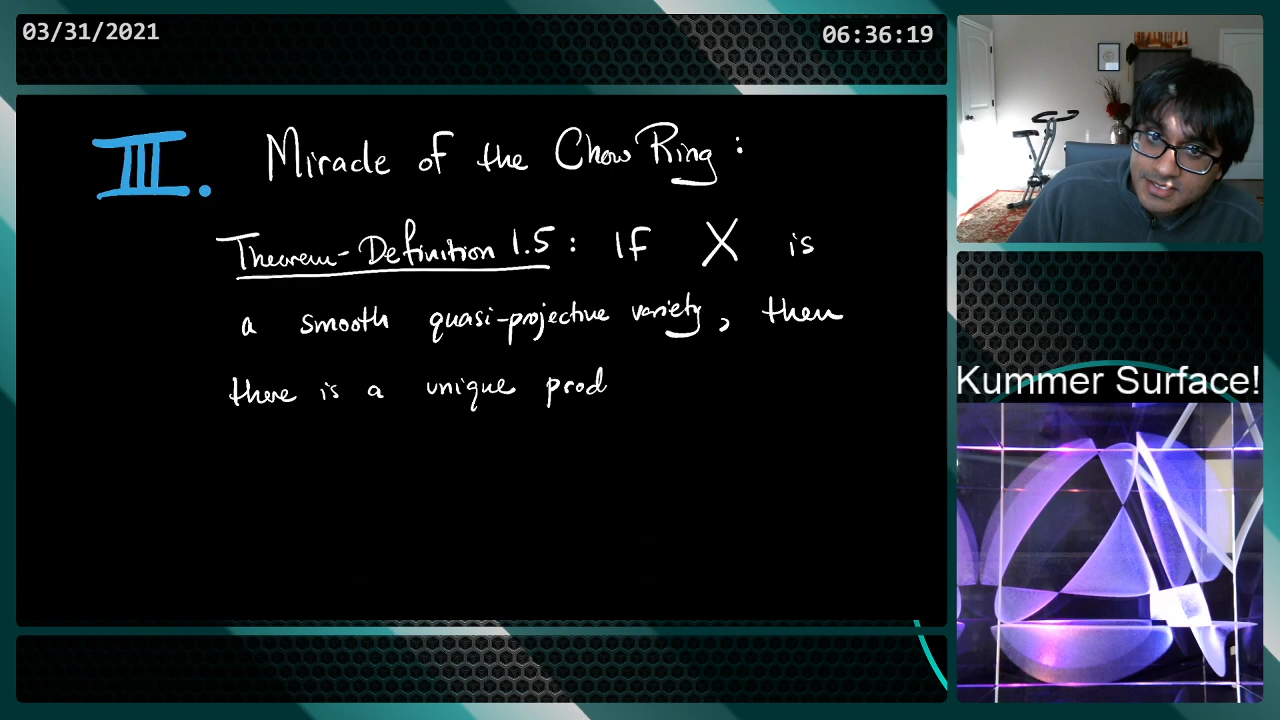 03/31/2021
06:36:19
III. Miracle of the Chow Ring:
Theorem-Definition 1.5: If X is
a smooth quasi-projective variety, then
there is a unique prod
Kummer Surface!